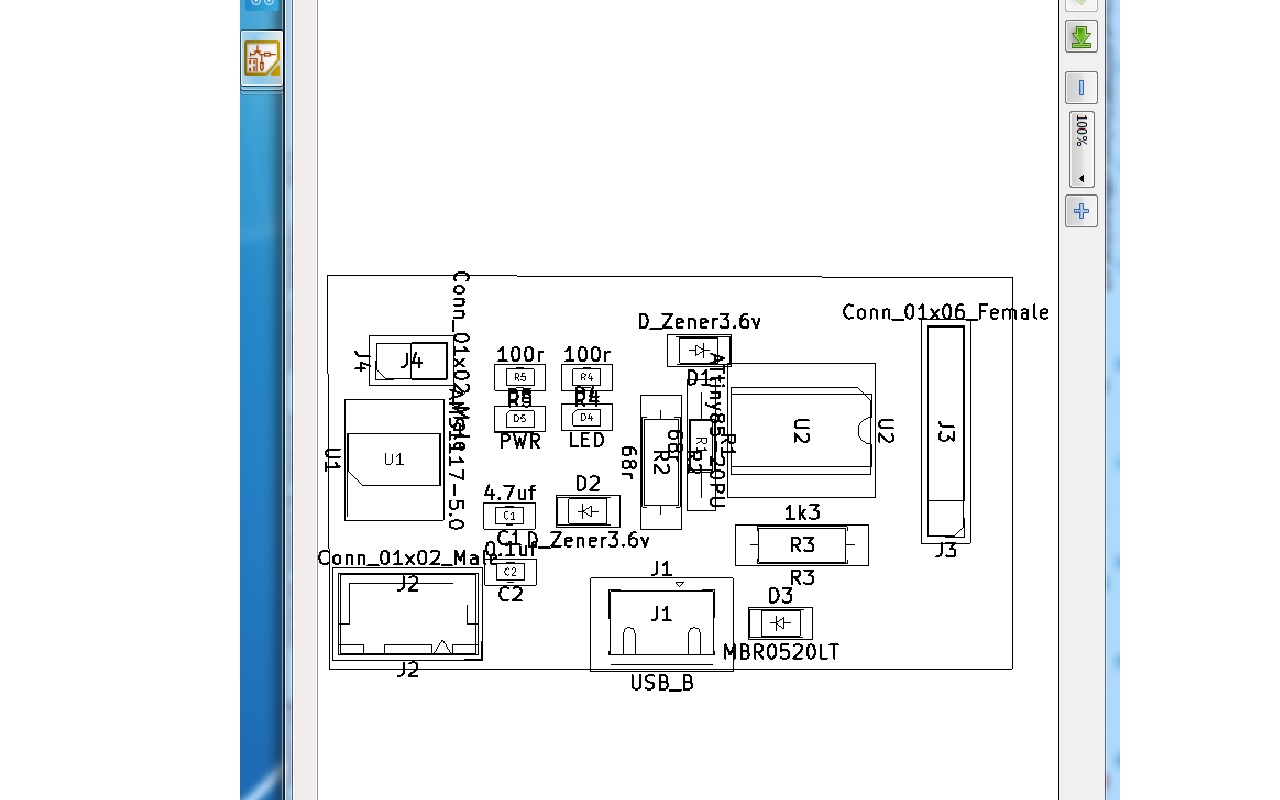 100%
Conn_01x06_Female
D_Zener3.6v
Conn_01x02_Male
J4
J4
100r
100r
R5
R4
D1
R5
R4
D5
D4
PWR
LED
U1
U1
AMS1117-5.0
68r
R2
68r
R1
R1
ATtiny85-20PU
U2
U2
J3
J3
4.7uf
D2
C1
C1
D_Zener3.6v
0.1uf
C2
C2
1k3
R3
R3
Conn_01x02_Male
J2
J2
J1
J1
USB_B
D3
MBR0520LT